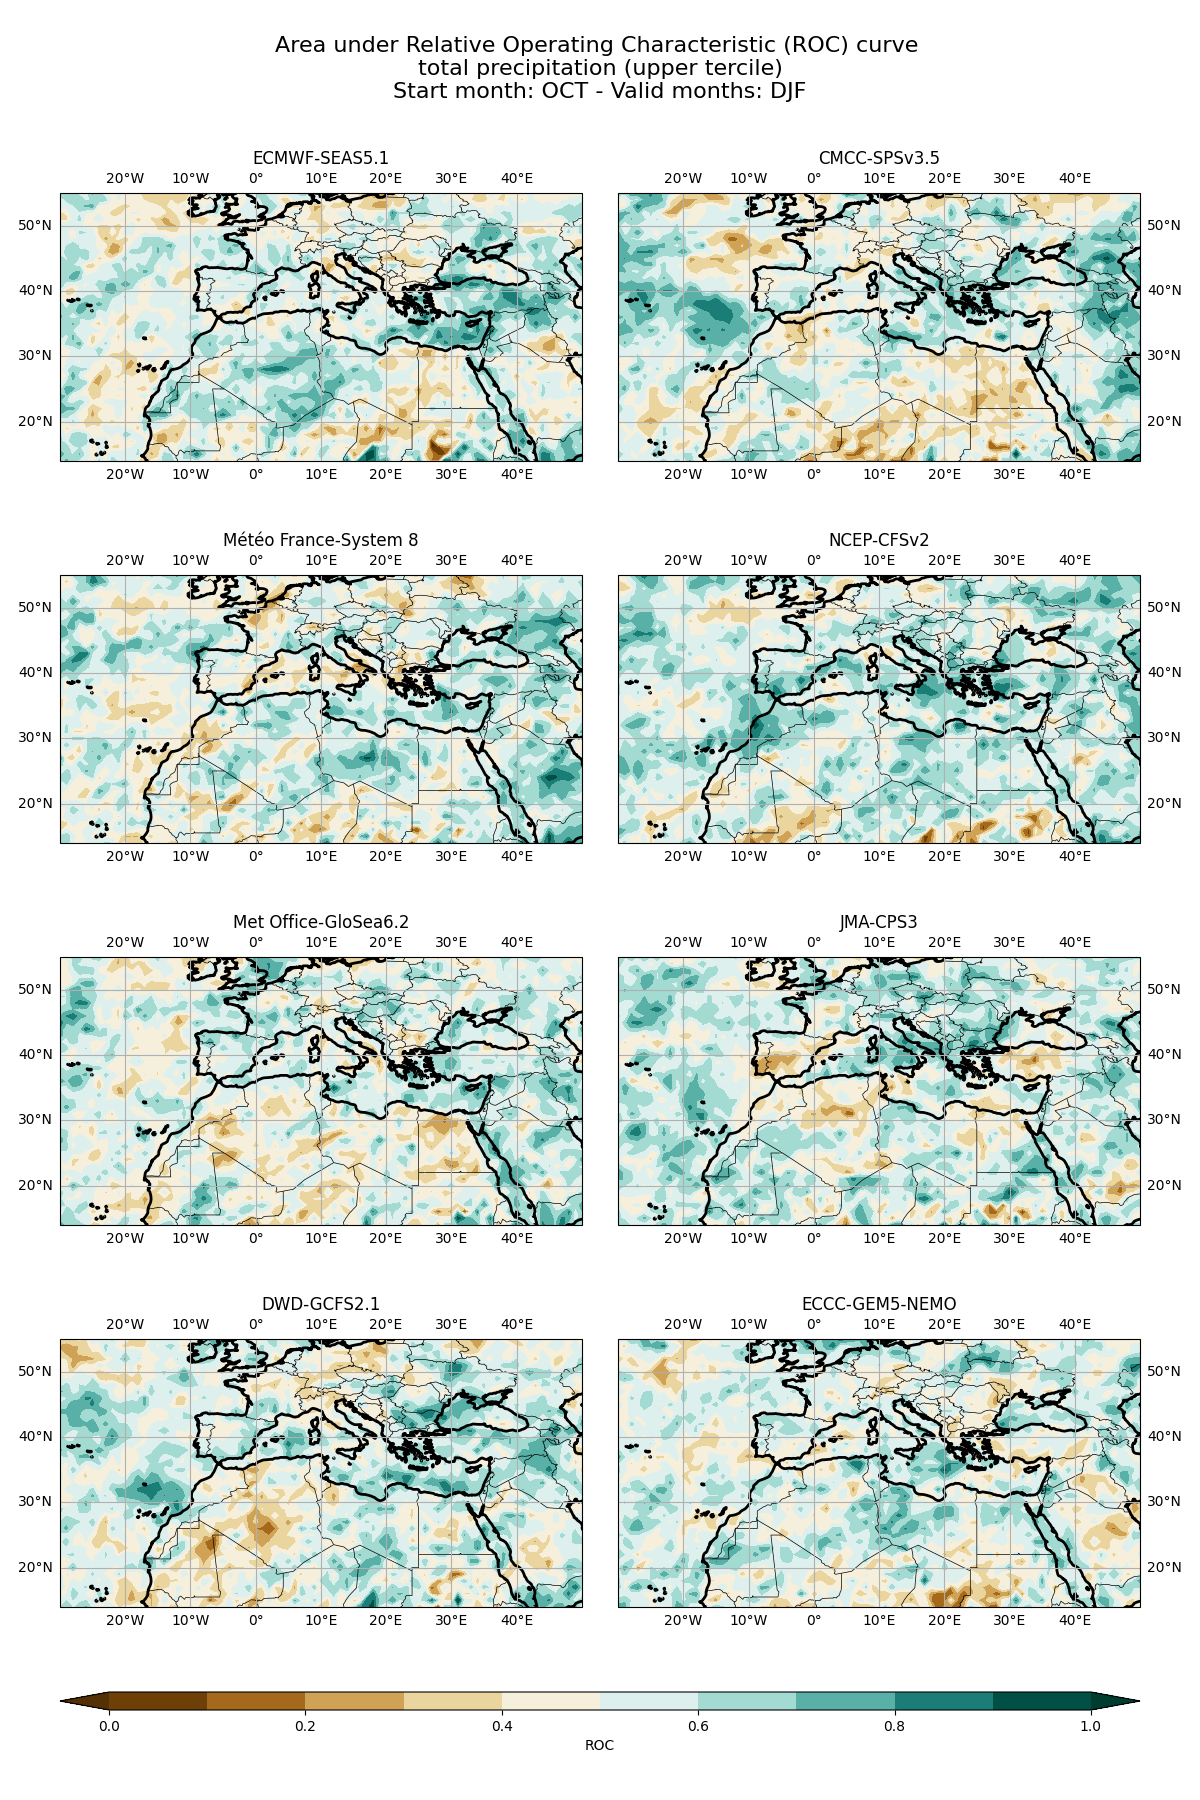 Area under Relative Operating Characteristic (ROC) curve
total precipitation (upper tercile)
Start month: OCT - Valid months: DJF
ECMWF-SEAS5.1
20°W 10°W 0° 10°E 20°E 30°E 40°E
50°N
40°N
30°N
20°N
20°W 10°W 0° 10°E 20°E 30°E 40°E
CMCC-SPSv3.5
20°W 10°W 0° 10°E 20°E 30°E 40°E
50°N
40°N
30°N
20°N
20°W 10°W 0° 10°E 20°E 30°E 40°E
Météo France-System 8
20°W 10°W 0° 10°E 20°E 30°E 40°E
50°N
40°N
30°N
20°N
20°W 10°W 0° 10°E 20°E 30°E 40°E
NCEP-CFSv2
20°W 10°W 0° 10°E 20°E 30°E 40°E
50°N
40°N
30°N
20°N
20°W 10°W 0° 10°E 20°E 30°E 40°E
Met Office-GloSea6.2
20°W 10°W 0° 10°E 20°E 30°E 40°E
50°N
40°N
30°N
20°N
20°W 10°W 0° 10°E 20°E 30°E 40°E
JMA-CPS3
20°W 10°W 0° 10°E 20°E 30°E 40°E
50°N
40°N
30°N
20°N
20°W 10°W 0° 10°E 20°E 30°E 40°E
DWD-GCFS2.1
20°W 10°W 0° 10°E 20°E 30°E 40°E
50°N
40°N
30°N
20°N
20°W 10°W 0° 10°E 20°E 30°E 40°E
ECCC-GEM5-NEMO
20°W 10°W 0° 10°E 20°E 30°E 40°E
50°N
40°N
30°N
20°N
20°W 10°W 0° 10°E 20°E 30°E 40°E
0.0 0.2 0.4 0.6 0.8 1.0
ROC